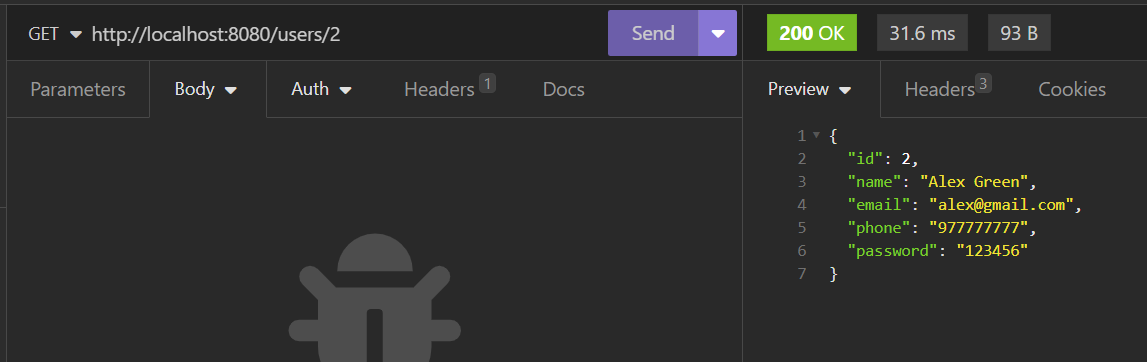 GET http://localhost:8080/users/2 Send 200 OK 31.6 ms 93 B
Parameters Body Auth Headers 1 Docs Preview Headers 3 Cookies
1 {
2 "id": 2,
3 "name": "Alex Green",
4 "email": "alex@gmail.com",
5 "phone": "977777777",
6 "password": "123456"
7 }